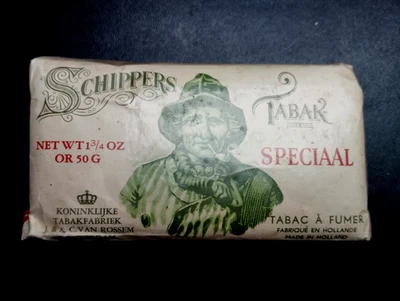 SCHIPPERS
TABAK
NET WT 1 3/4 OZ
OR 50 G
SPECIAAL
KONINKLIJKE
TABAKFABRIEK
J. & A.C. VAN ROSSEM
TABAC À FUMER
FABRIQUÉ EN HOLLANDE
MADE IN HOLLAND